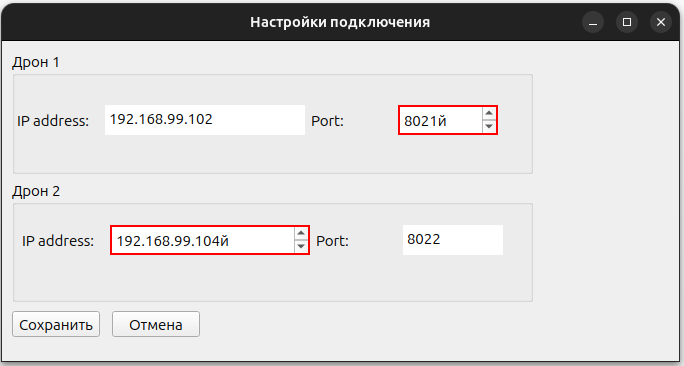 Настройки подключения
Дрон 1
IP address: 192.168.99.102 Port: 8021й
Дрон 2
IP address: 192.168.99.104й Port: 8022
Сохранить Отмена